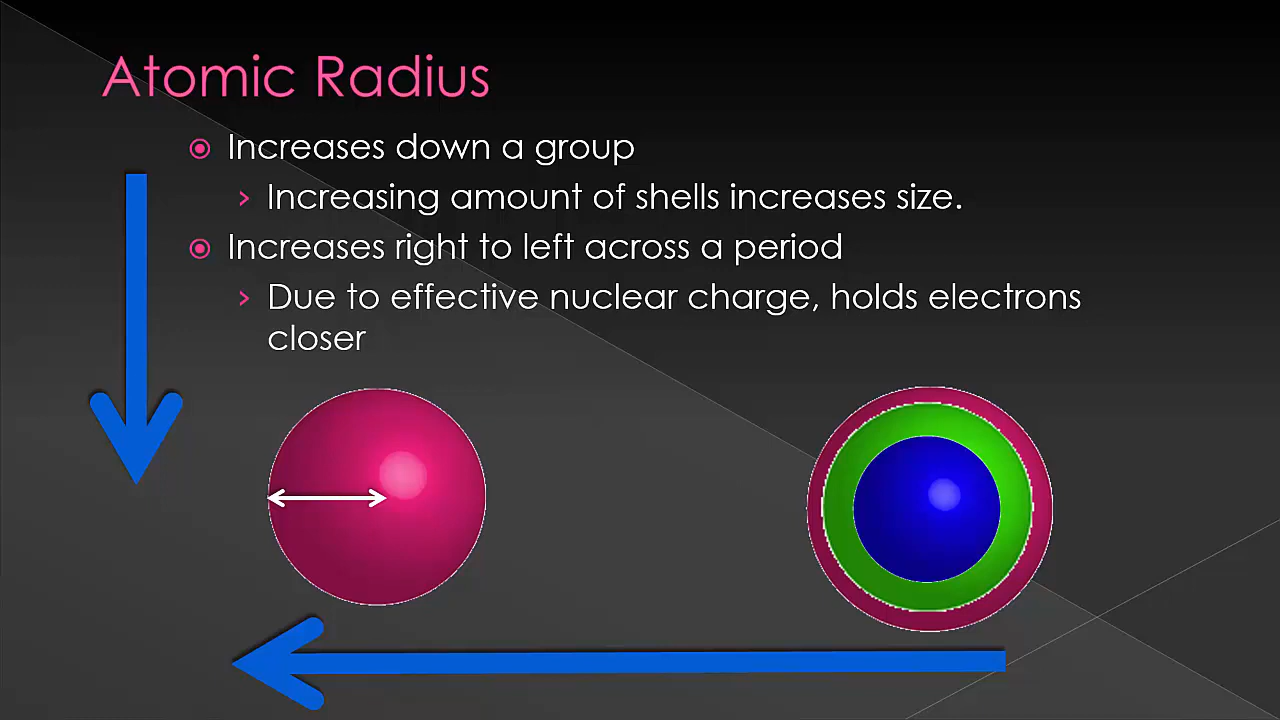 Atomic Radius
Increases down a group
Increasing amount of shells increases size.
Increases right to left across a period
Due to effective nuclear charge, holds electrons
closer